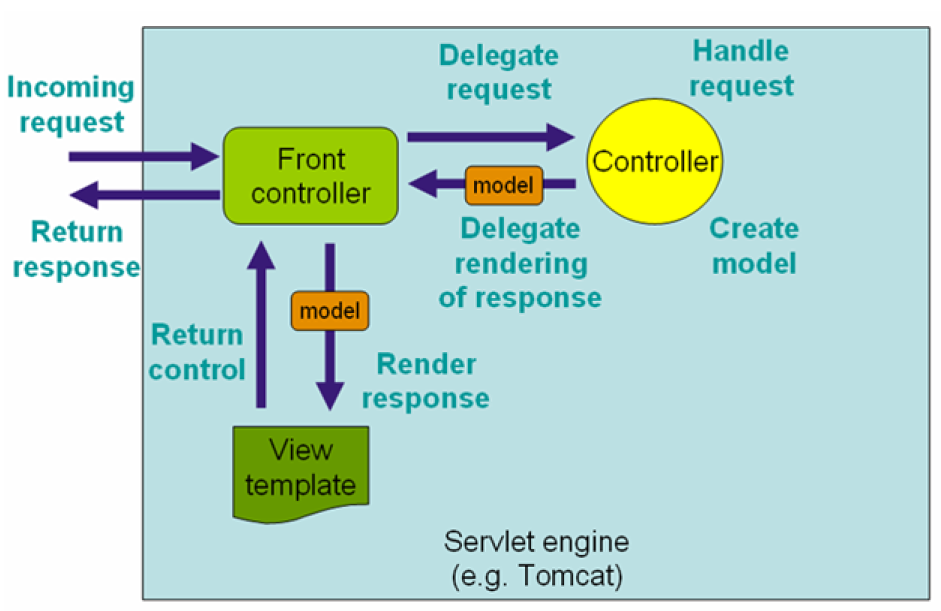 Incoming
request
Return
response
Front
controller
Delegate
request
Handle
request
Controller
model
Delegate
rendering
of response
Create
model
Return
control
model
Render
response
View
template
Servlet engine
(e.g. Tomcat)